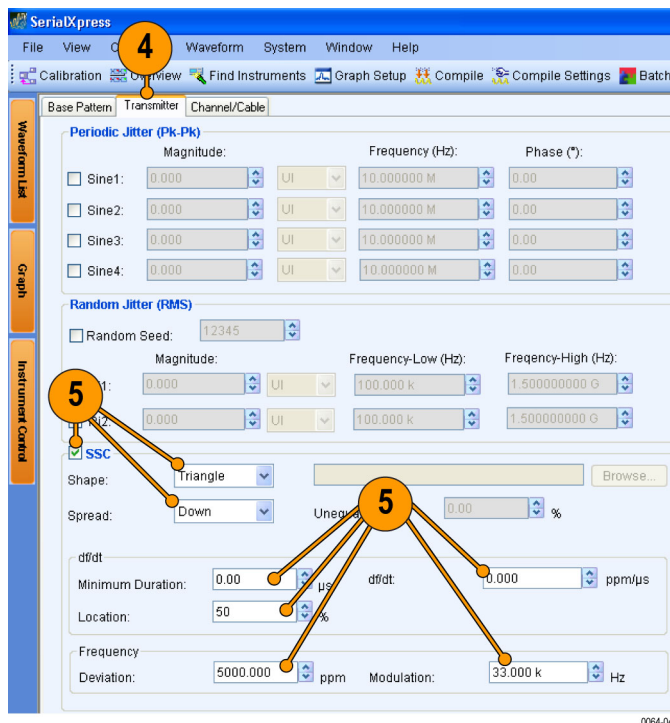 SerialXpress
File View Waveform System Window Help
Calibration Overview Find Instruments Graph Setup Compile Compile Settings Batch
4
Base Pattern Transmitter Channel/Cable
Waveform List
Graph
Instrument Control
Periodic Jitter (Pk-Pk)
Magnitude: Frequency (Hz): Phase (°):
Sine1: 0.000 UI 10.000000 M 0.00
Sine2: 0.000 UI 10.000000 M 0.00
Sine3: 0.000 UI 10.000000 M 0.00
Sine4: 0.000 UI 10.000000 M 0.00
Random Jitter (RMS)
Random Seed: 12345
Magnitude: Frequency-Low (Hz): Freqency-High (Hz):
0.000 UI 100.000 k 1.500000000 G
0.000 UI 100.000 k 1.500000000 G
5
SSC
Shape: Triangle Browse...
Spread: Down 0.00 %
5
df/dt
Minimum Duration: 0.00 µs df/dt: 0.000 ppm/µs
Location: 50 %
Frequency
Deviation: 5000.000 ppm Modulation: 33.000 k Hz